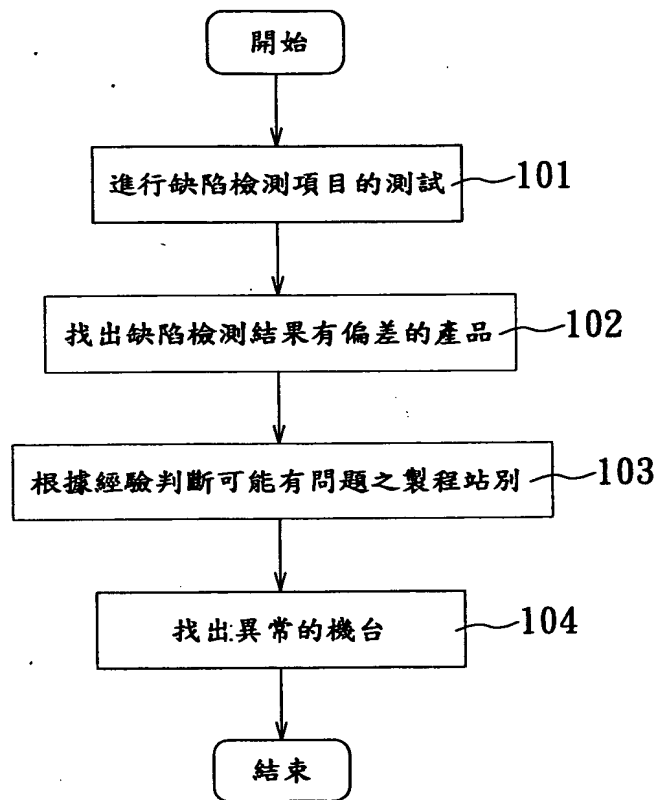 開始
進行缺陷檢測項目的測試 101
找出缺陷檢測結果有偏差的產品 102
根據經驗判斷可能有問題之製程站別 103
找出異常的機台 104
結束